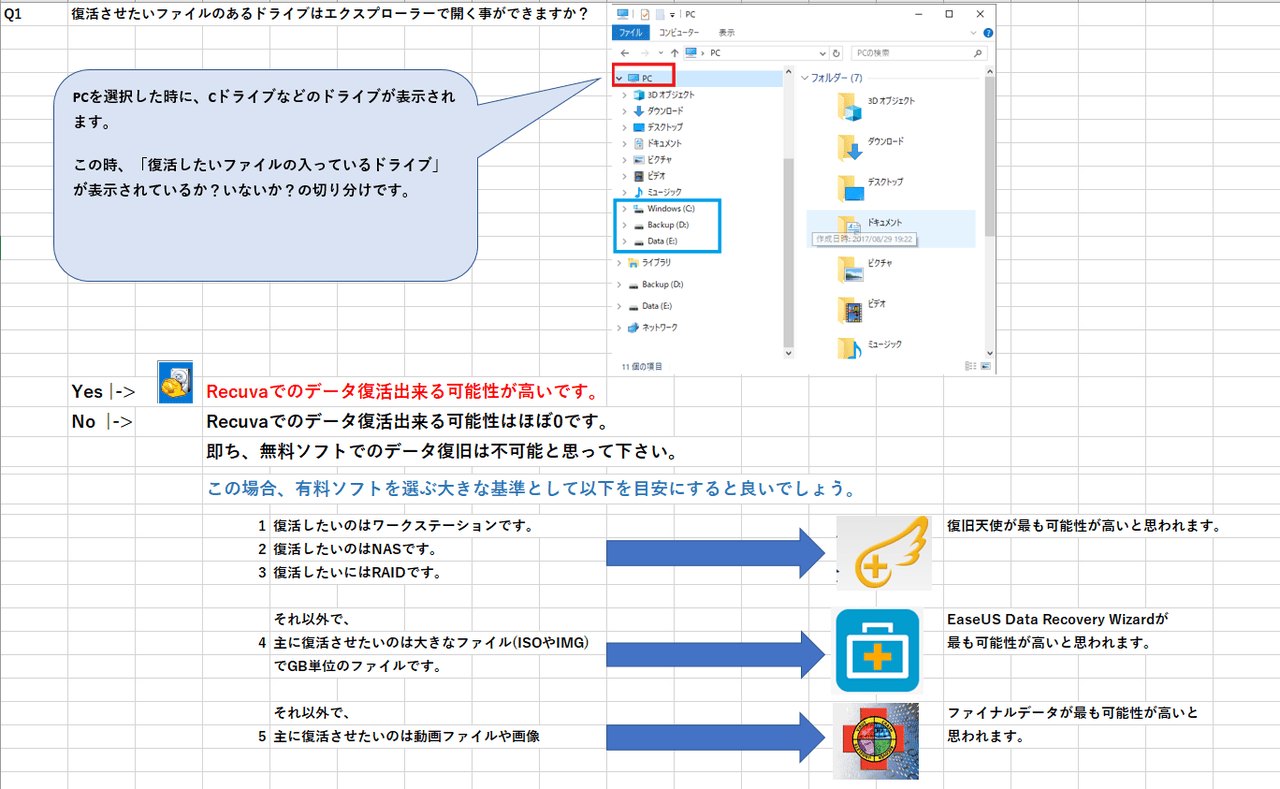 Q1 復活させたいファイルのあるドライブはエクスプローラーで開く事ができますか？
PCを選択した時に、Cドライブなどのドライブが表示され
ます。
この時、「復活したいファイルの入っているドライブ」
が表示されているか？いないか？の切り分けです。
PC
ファイル コンピューター 表示
PC PCの検索
PC
3D オブジェクト
ダウンロード
デスクトップ
ドキュメント
ピクチャ
ビデオ
ミュージック
Windows (C:)
Backup (D:)
Data (E:)
ライブラリ
Backup (D:)
Data (E:)
ネットワーク
フォルダー (7)
3D オブジェクト
ダウンロード
デスクトップ
ドキュメント
作成日時: 2017/08/29 19:22
ピクチャ
ビデオ
ミュージック
11 個の項目
Yes |-> Recuvaでのデータ復活出来る可能性が高いです。
No |-> Recuvaでのデータ復活出来る可能性はほぼ0です。
即ち、無料ソフトでのデータ復旧は不可能と思って下さい。
この場合、有料ソフトを選ぶ大きな基準として以下を目安にすると良いでしょう。
1 復活したいのはワークステーションです。
2 復活したいのはNASです。
3 復活したいにはRAIDです。
復旧天使が最も可能性が高いと思われます。
それ以外で、
4 主に復活させたいのは大きなファイル(ISOやIMG)
でGB単位のファイルです。
EaseUS Data Recovery Wizardが
最も可能性が高いと思われます。
それ以外で、
5 主に復活させたいのは動画ファイルや画像
ファイナルデータが最も可能性が高いと
思われます。